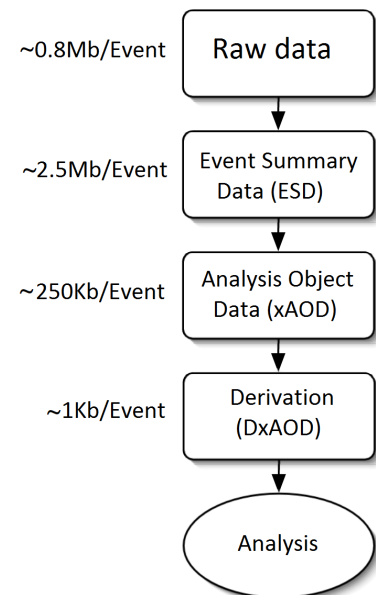 ~0.8Mb/Event
Raw data
~2.5Mb/Event
Event Summary
Data (ESD)
~250Kb/Event
Analysis Object
Data (xAOD)
~1Kb/Event
Derivation
(DxAOD)
Analysis